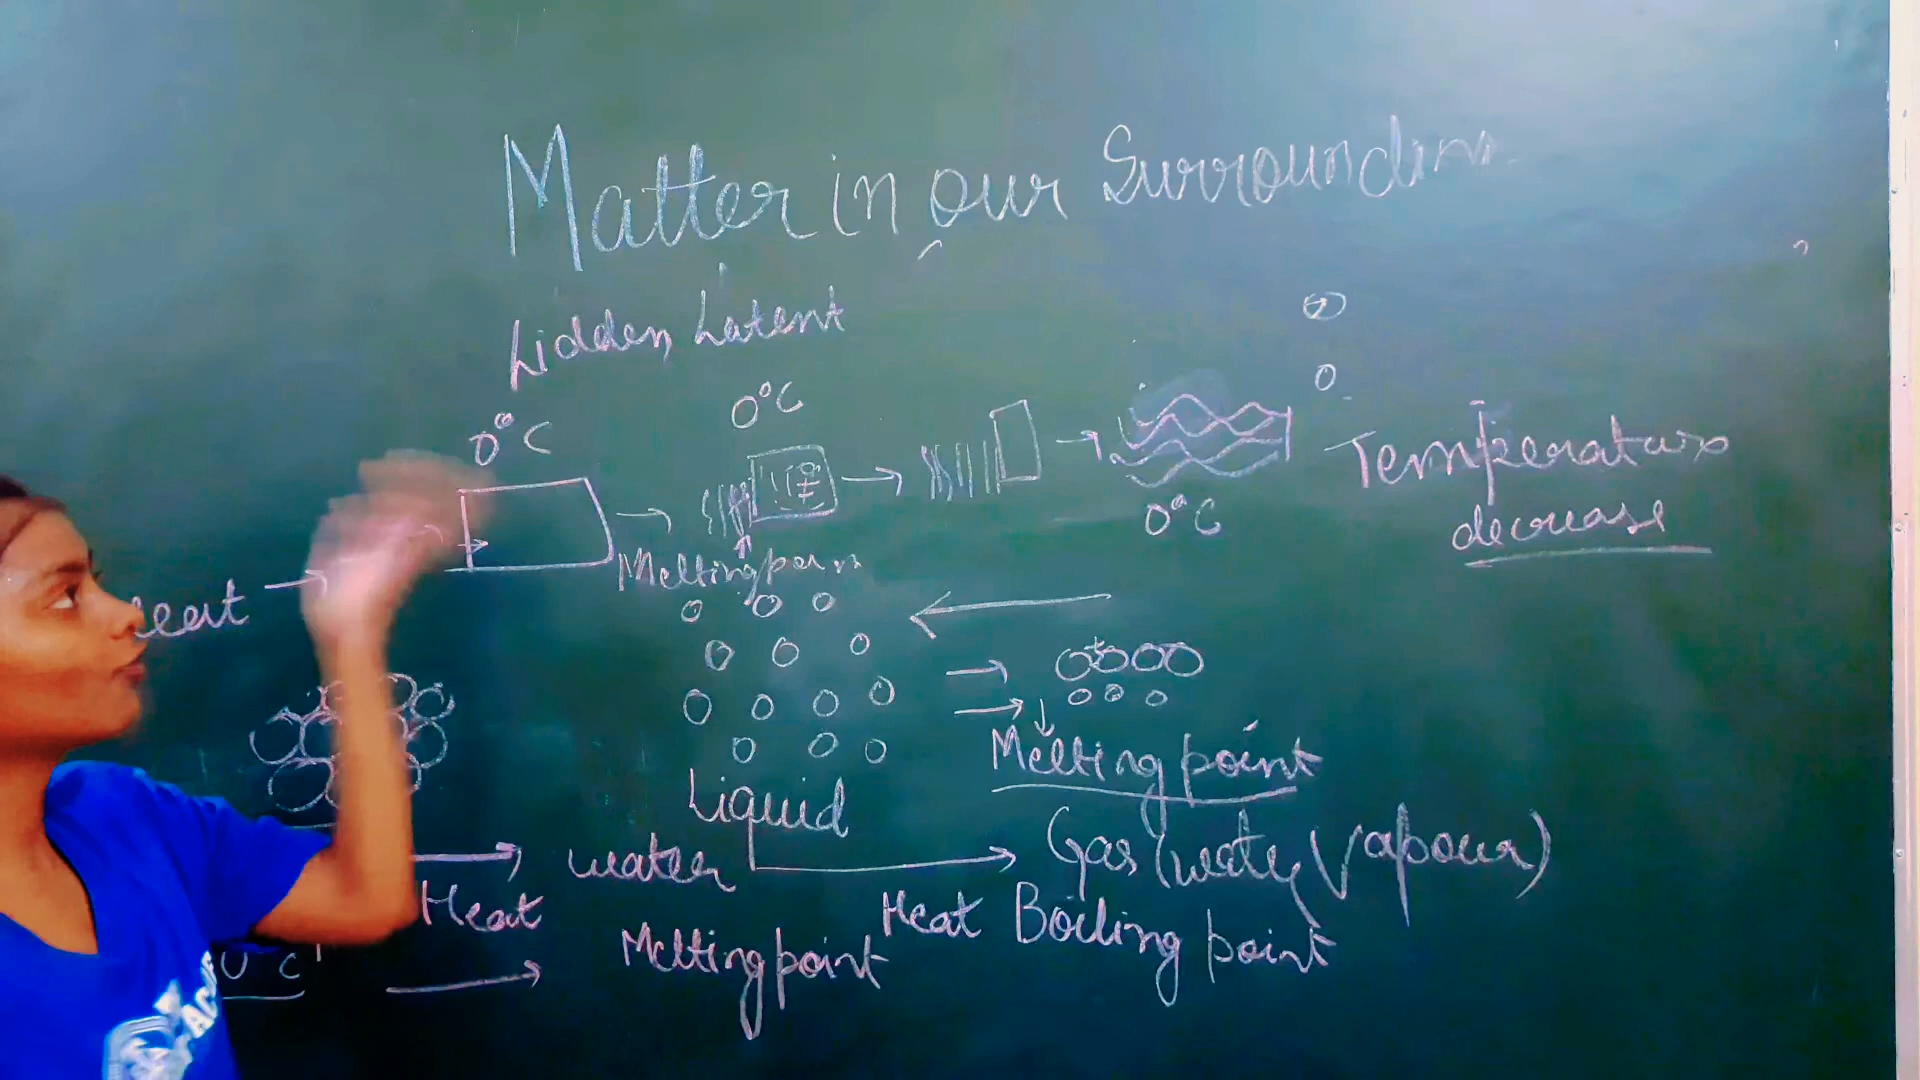 Matter in our Surroundin
hidden, Latent
0°C
0°C
0°C
Temperature
decrease
Melting poin
eat
Melting point
Liquid
water
Gas (water Vapour)
Heat
Heat
Boiling point
Melting point